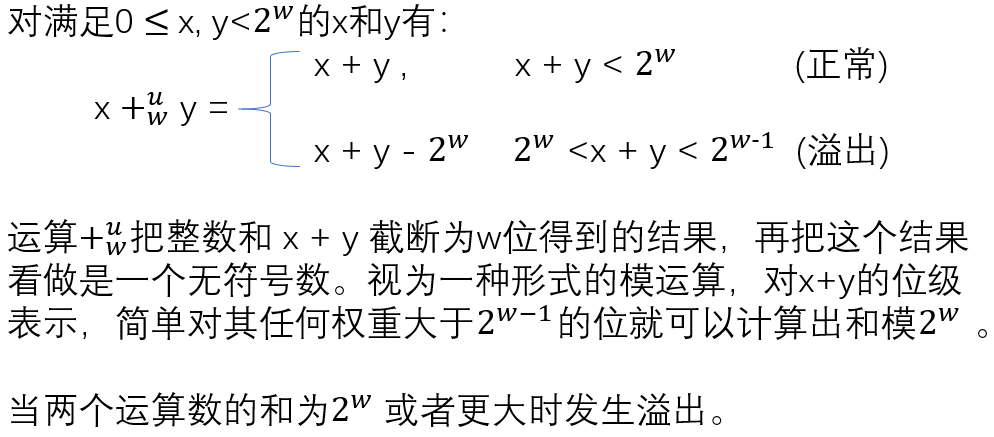 对满足0 ≤ x, y<2^w的x和y有：
x + y , x + y < 2^w (正常)
x +^u_w y =
x + y - 2^w 2^w <x + y < 2^{w-1} (溢出)
运算+^u_w把整数和 x + y 截断为w位得到的结果，再把这个结果
看做是一个无符号数。视为一种形式的模运算，对x+y的位级
表示，简单对其任何权重大于2^{w−1}的位就可以计算出和模2^w 。
当两个运算数的和为2^w 或者更大时发生溢出。